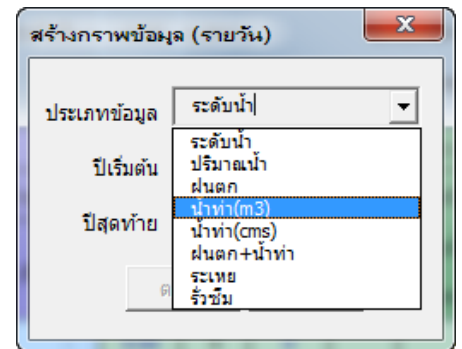 สร้างกราฟข้อมูล (รายวัน)
ประเภทข้อมูล ระดับน้ำ
ระดับน้ำ
ปริมาณน้ำ
ปีเริ่มต้น
ฝนตก
น้ำท่า(m3)
ปีสุดท้าย
น้ำท่า(cms)
ฝนตก+น้ำท่า
ระเหย
รั่วซึม